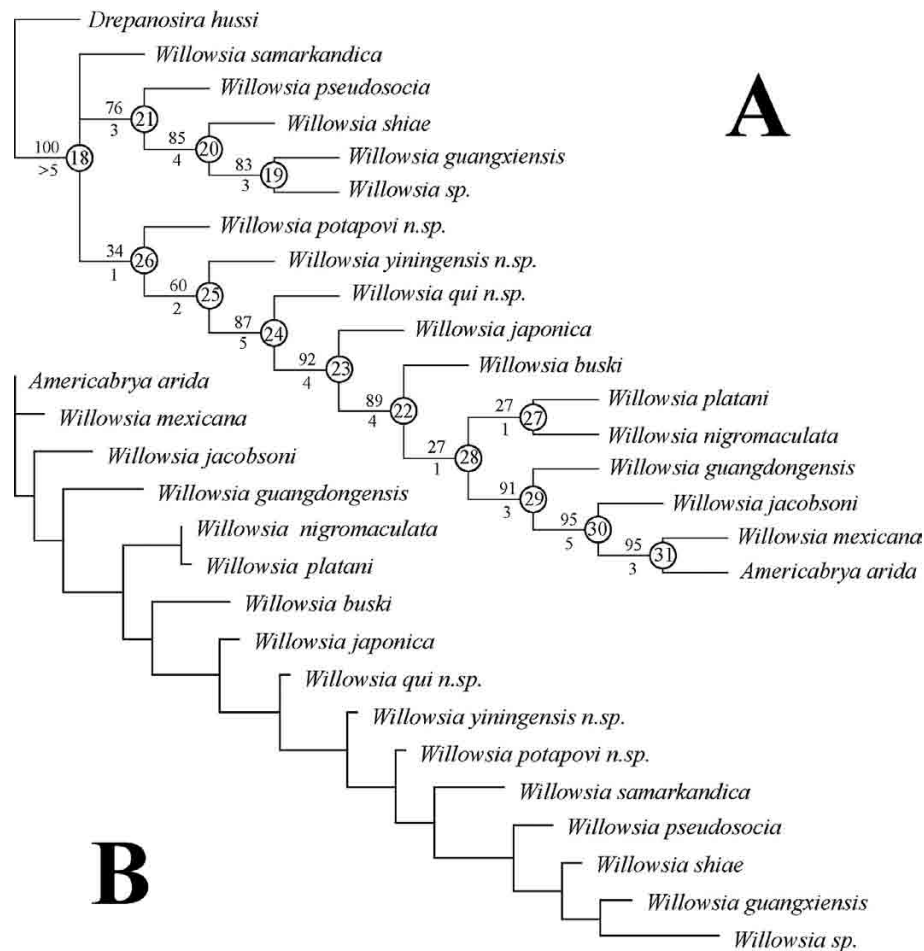 Drepanosira hussi
Willowsia samarkandica
Willowsia pseudosocia
A
76
21
3
Willowsia shiae
85
20
4
100
18
>5
Willowsia guangxiensis
83
19
3
Willowsia sp.
Willowsia potapovi n.sp.
34
26
1
Willowsia yiningensis n.sp.
60
25
2
Willowsia qui n.sp.
87
24
5
Willowsia japonica
92
23
4
Willowsia buski
89
22
4
Americabrya arida
Willowsia platani
27
27
1
Willowsia mexicana
Willowsia nigromaculata
27
28
1
Willowsia jacobsoni
Willowsia guangdongensis
91
29
3
Willowsia guangdongensis
Willowsia jacobsoni
95
30
5
Willowsia nigromaculata
Willowsia mexicana
95
31
3
Willowsia platani
Americabrya arida
Willowsia buski
Willowsia japonica
Willowsia qui n.sp.
Willowsia yiningensis n.sp.
Willowsia potapovi n.sp.
Willowsia samarkandica
Willowsia pseudosocia
B
Willowsia shiae
Willowsia guangxiensis
Willowsia sp.